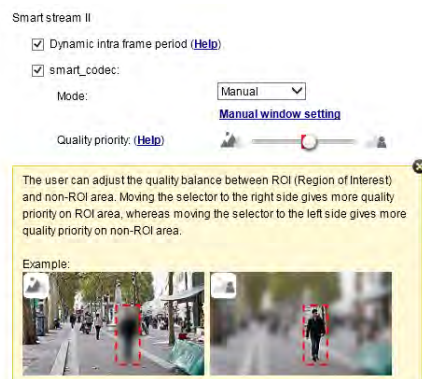 Smart stream II
Dynamic intra frame period (Help)
smart_codec:
Mode:
Manual
Manual window setting
Quality priority: (Help)
The user can adjust the quality balance between ROI (Region of Interest)
and non-ROI area. Moving the selector to the right side gives more quality
priority on ROI area, whereas moving the selector to the left side gives more
quality priority on non-ROI area.
Example: